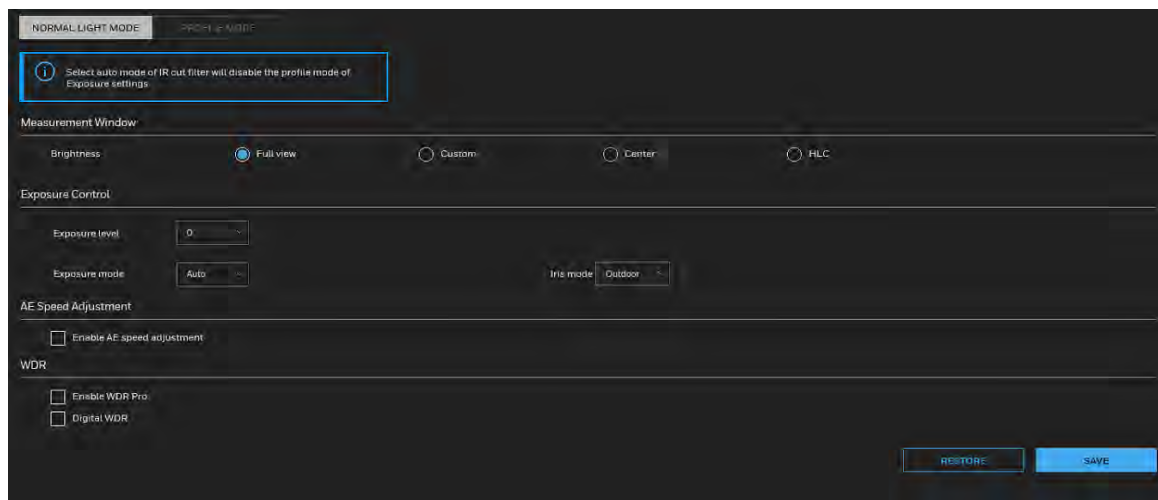 NORMAL LIGHT MODE PROFILE MODE
Select auto mode of IR cut filter will disable the profile mode of
Exposure settings
Measurement Window
Brightness Full view Custom Center HLC
Exposure Control
Exposure level 0
Exposure mode Auto Iris mode Outdoor
AE Speed Adjustment
Enable AE speed adjustment
WDR
Enable WDR Pro
Digital WDR
RESTORE SAVE